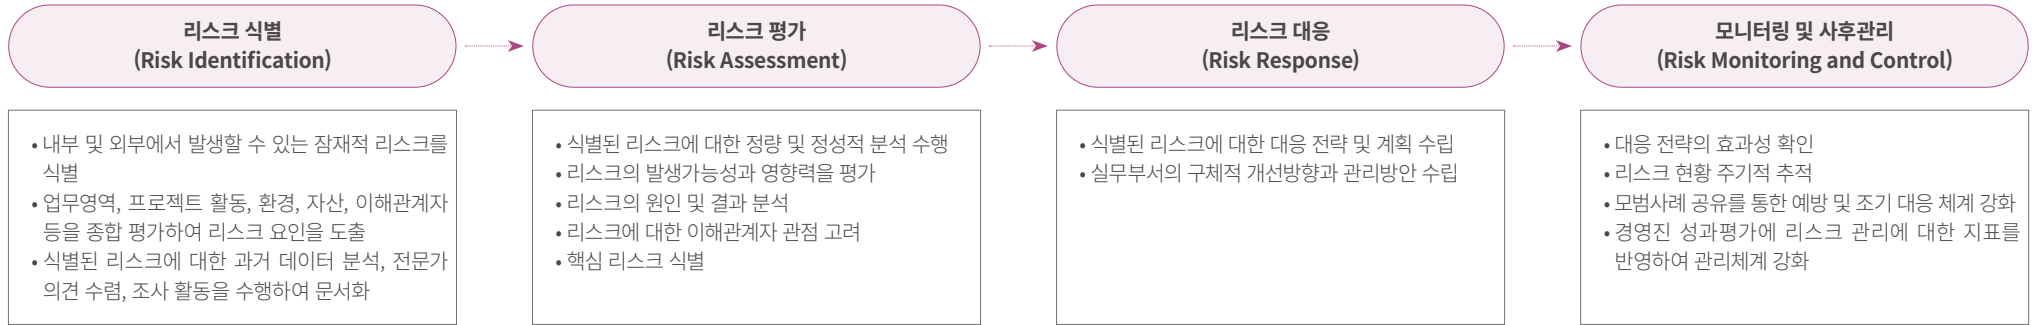 리스크 식별
(Risk Identification)
• 내부 및 외부에서 발생할 수 있는 잠재적 리스크를
식별
• 업무영역, 프로젝트 활동, 환경, 자산, 이해관계자
등을 종합 평가하여 리스크 요인을 도출
• 식별된 리스크에 대한 과거 데이터 분석, 전문가
의견 수렴, 조사 활동을 수행하여 문서화
리스크 평가
(Risk Assessment)
• 식별된 리스크에 대한 정량 및 정성적 분석 수행
• 리스크의 발생가능성과 영향력을 평가
• 리스크의 원인 및 결과 분석
• 리스크에 대한 이해관계자 관점 고려
• 핵심 리스크 식별
리스크 대응
(Risk Response)
• 식별된 리스크에 대한 대응 전략 및 계획 수립
• 실무부서의 구체적 개선방향과 관리방안 수립
모니터링 및 사후관리
(Risk Monitoring and Control)
• 대응 전략의 효과성 확인
• 리스크 현황 주기적 추적
• 모범사례 공유를 통한 예방 및 조기 대응 체계 강화
• 경영진 성과평가에 리스크 관리에 대한 지표를
반영하여 관리체계 강화